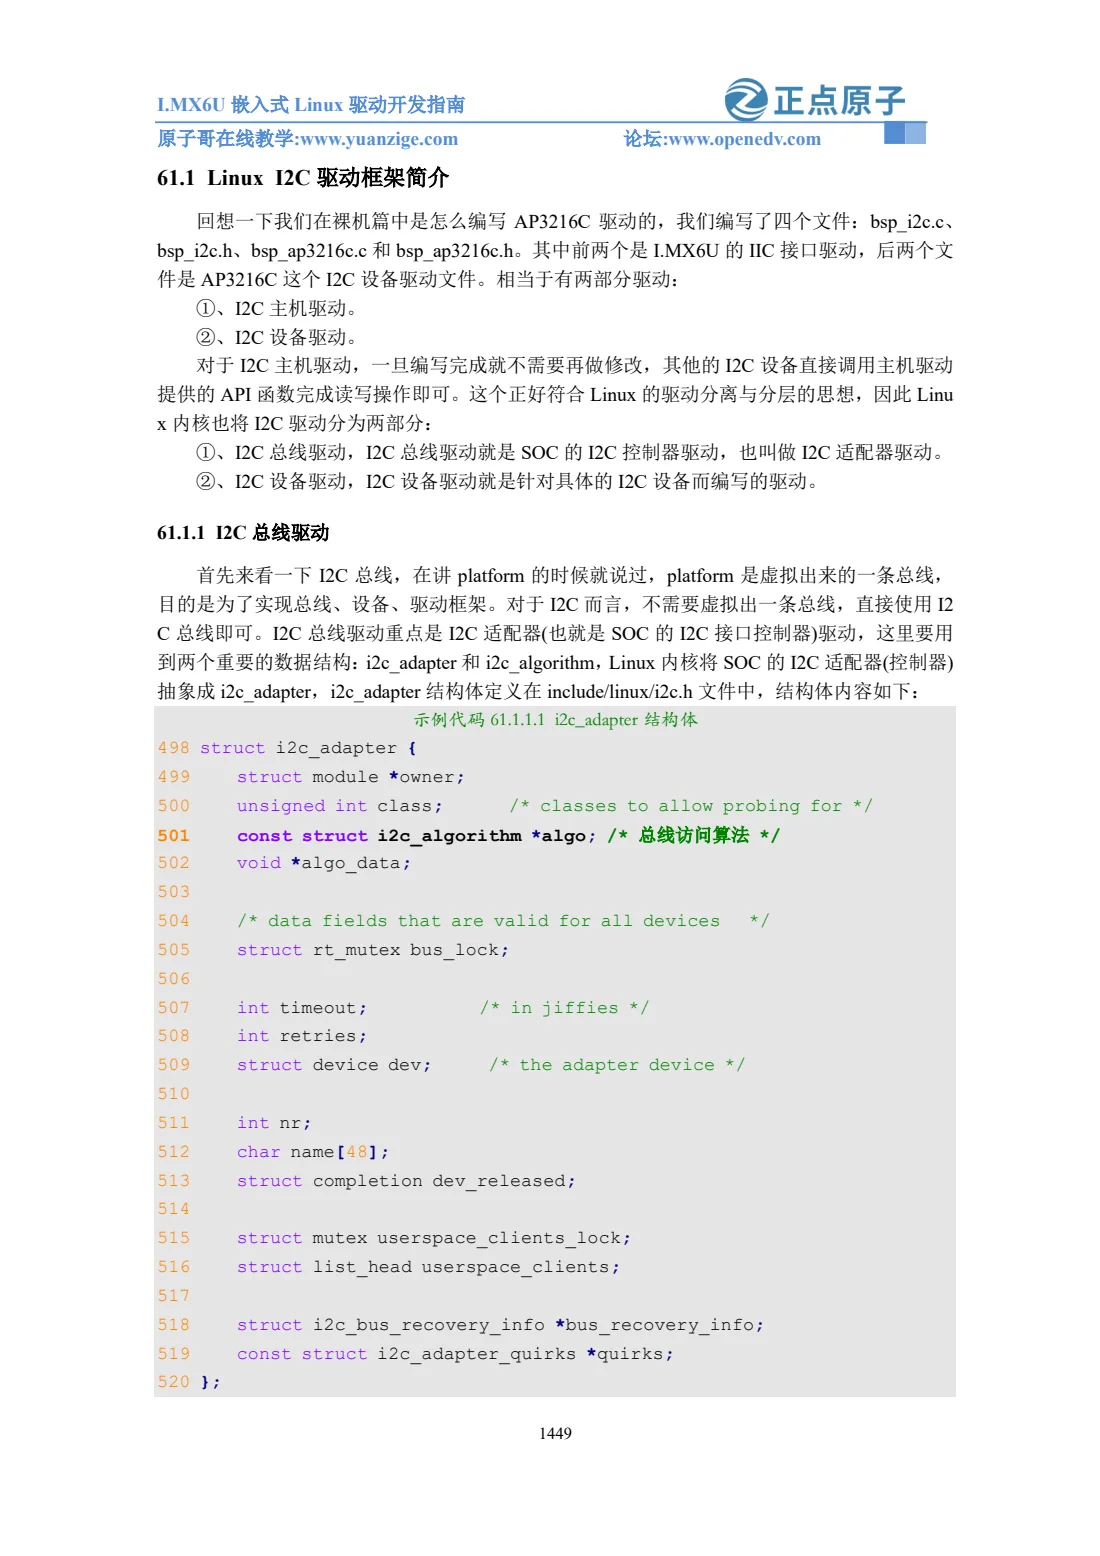 I.MX6U 嵌入式 Linux 驱动开发指南
正点原子
原子哥在线教学:www.yuanzige.com 论坛:www.openedv.com
61.1 Linux I2C 驱动框架简介
回想一下我们在裸机篇中是怎么编写 AP3216C 驱动的，我们编写了四个文件：bsp_i2c.c、
bsp_i2c.h、bsp_ap3216c.c 和 bsp_ap3216c.h。其中前两个是 I.MX6U 的 IIC 接口驱动，后两个文
件是 AP3216C 这个 I2C 设备驱动文件。相当于有两部分驱动：
①、I2C 主机驱动。
②、I2C 设备驱动。
对于 I2C 主机驱动，一旦编写完成就不需要再做修改，其他的 I2C 设备直接调用主机驱动
提供的 API 函数完成读写操作即可。这个正好符合 Linux 的驱动分离与分层的思想，因此 Linu
x 内核也将 I2C 驱动分为两部分：
①、I2C 总线驱动，I2C 总线驱动就是 SOC 的 I2C 控制器驱动，也叫做 I2C 适配器驱动。
②、I2C 设备驱动，I2C 设备驱动就是针对具体的 I2C 设备而编写的驱动。
61.1.1 I2C 总线驱动
首先来看一下 I2C 总线，在讲 platform 的时候就说过，platform 是虚拟出来的一条总线，
目的是为了实现总线、设备、驱动框架。对于 I2C 而言，不需要虚拟出一条总线，直接使用 I2
C 总线即可。I2C 总线驱动重点是 I2C 适配器(也就是 SOC 的 I2C 接口控制器)驱动，这里要用
到两个重要的数据结构：i2c_adapter 和 i2c_algorithm，Linux 内核将 SOC 的 I2C 适配器(控制器)
抽象成 i2c_adapter，i2c_adapter 结构体定义在 include/linux/i2c.h 文件中，结构体内容如下：
示例代码 61.1.1.1 i2c_adapter 结构体
498 struct i2c_adapter {
499 struct module *owner;
500 unsigned int class; /* classes to allow probing for */
501 const struct i2c_algorithm *algo; /* 总线访问算法 */
502 void *algo_data;
503
504 /* data fields that are valid for all devices */
505 struct rt_mutex bus_lock;
506
507 int timeout; /* in jiffies */
508 int retries;
509 struct device dev; /* the adapter device */
510
511 int nr;
512 char name[48];
513 struct completion dev_released;
514
515 struct mutex userspace_clients_lock;
516 struct list_head userspace_clients;
517
518 struct i2c_bus_recovery_info *bus_recovery_info;
519 const struct i2c_adapter_quirks *quirks;
520 };
1449